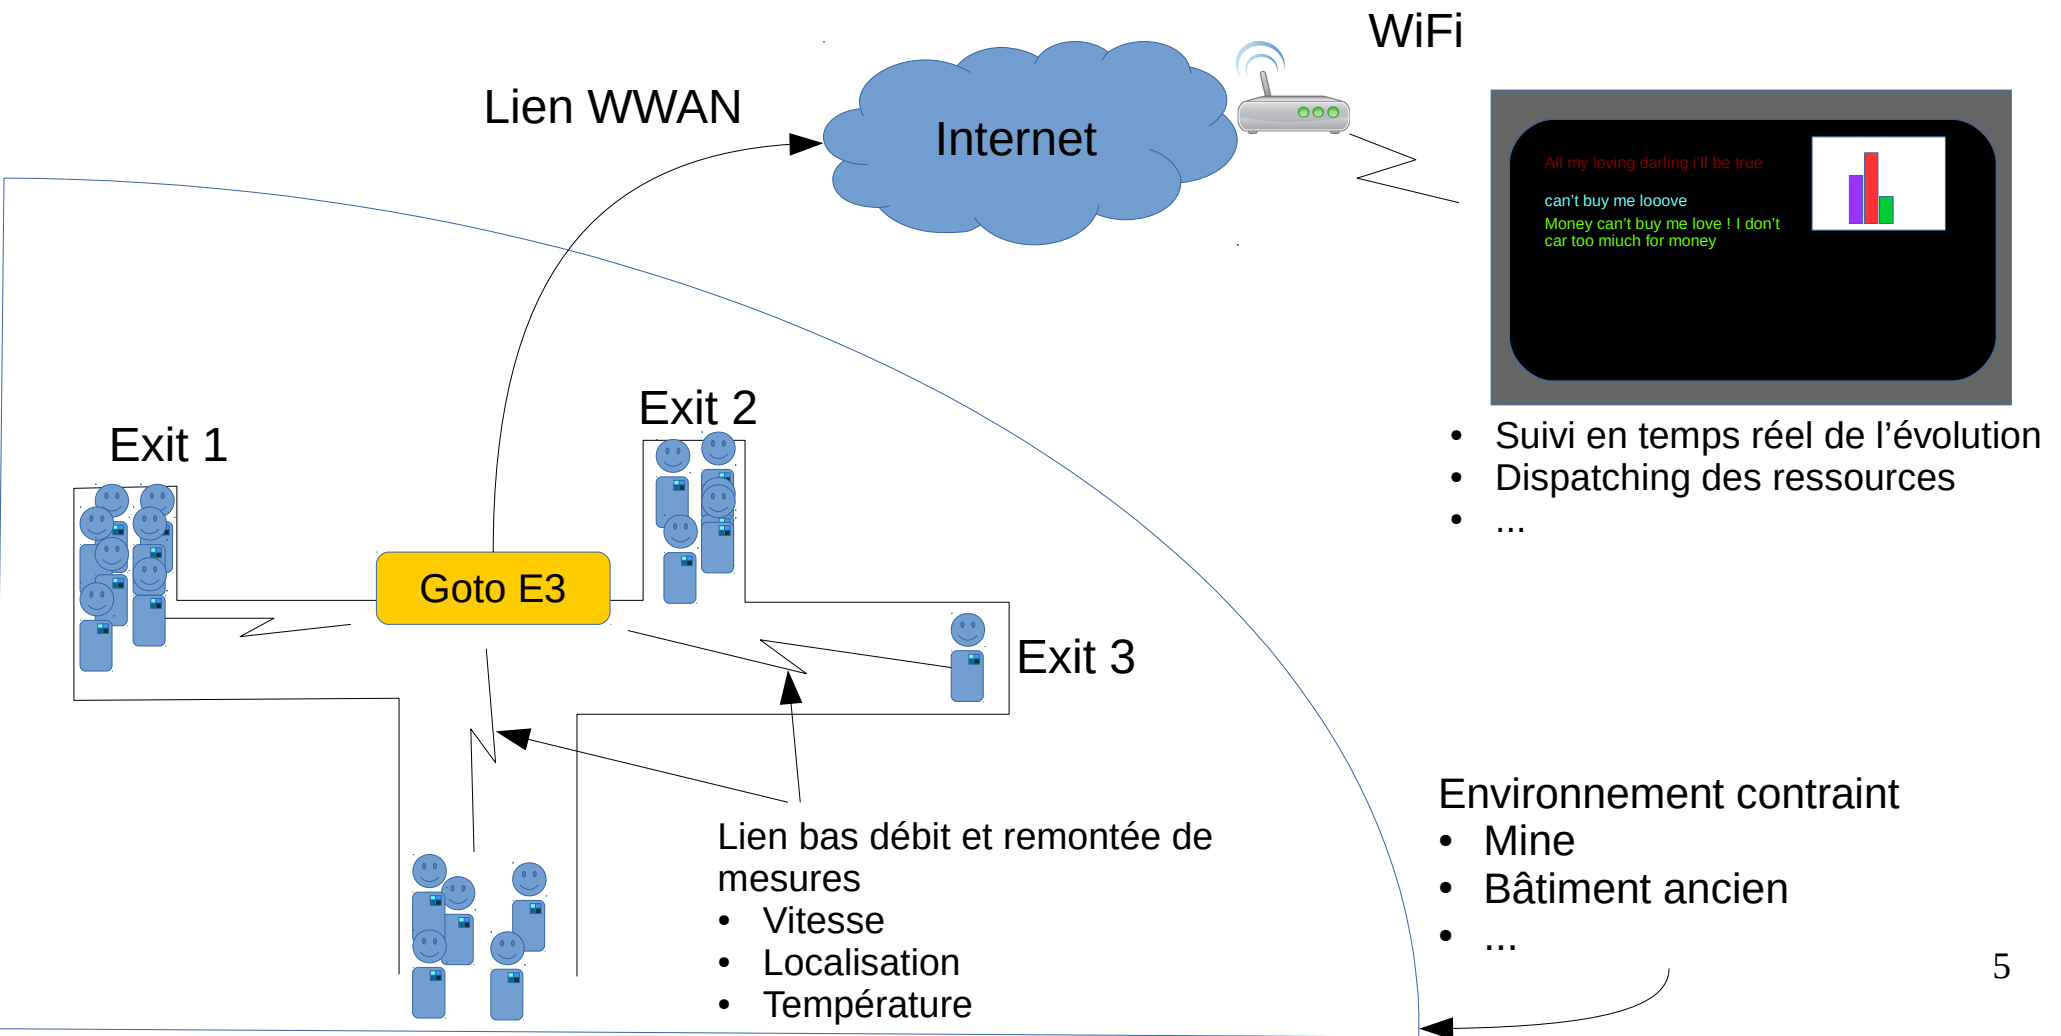 WiFi
Lien WWAN
Internet
All my loving darling i'll be true
can't buy me looove
Money can't buy me love ! I don't
car too miuch for money
Exit 2
Exit 1
• Suivi en temps réel de l'évolution
• Dispatching des ressources
• ...
Goto E3
Exit 3
Lien bas débit et remontée de
mesures
• Vitesse
• Localisation
• Température
Environnement contraint
• Mine
• Bâtiment ancien
• ...
5